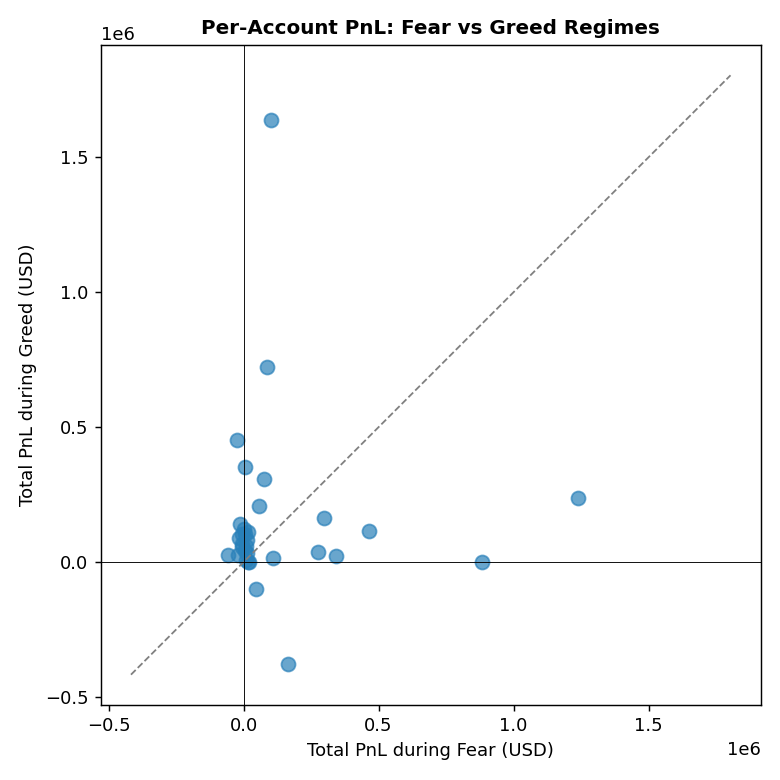 Per-Account PnL: Fear vs Greed Regimes
1e6
Total PnL during Greed (USD)
1.5
1.0
0.5
0.0
−0.5
−0.5 0.0 0.5 1.0 1.5
Total PnL during Fear (USD)
1e6